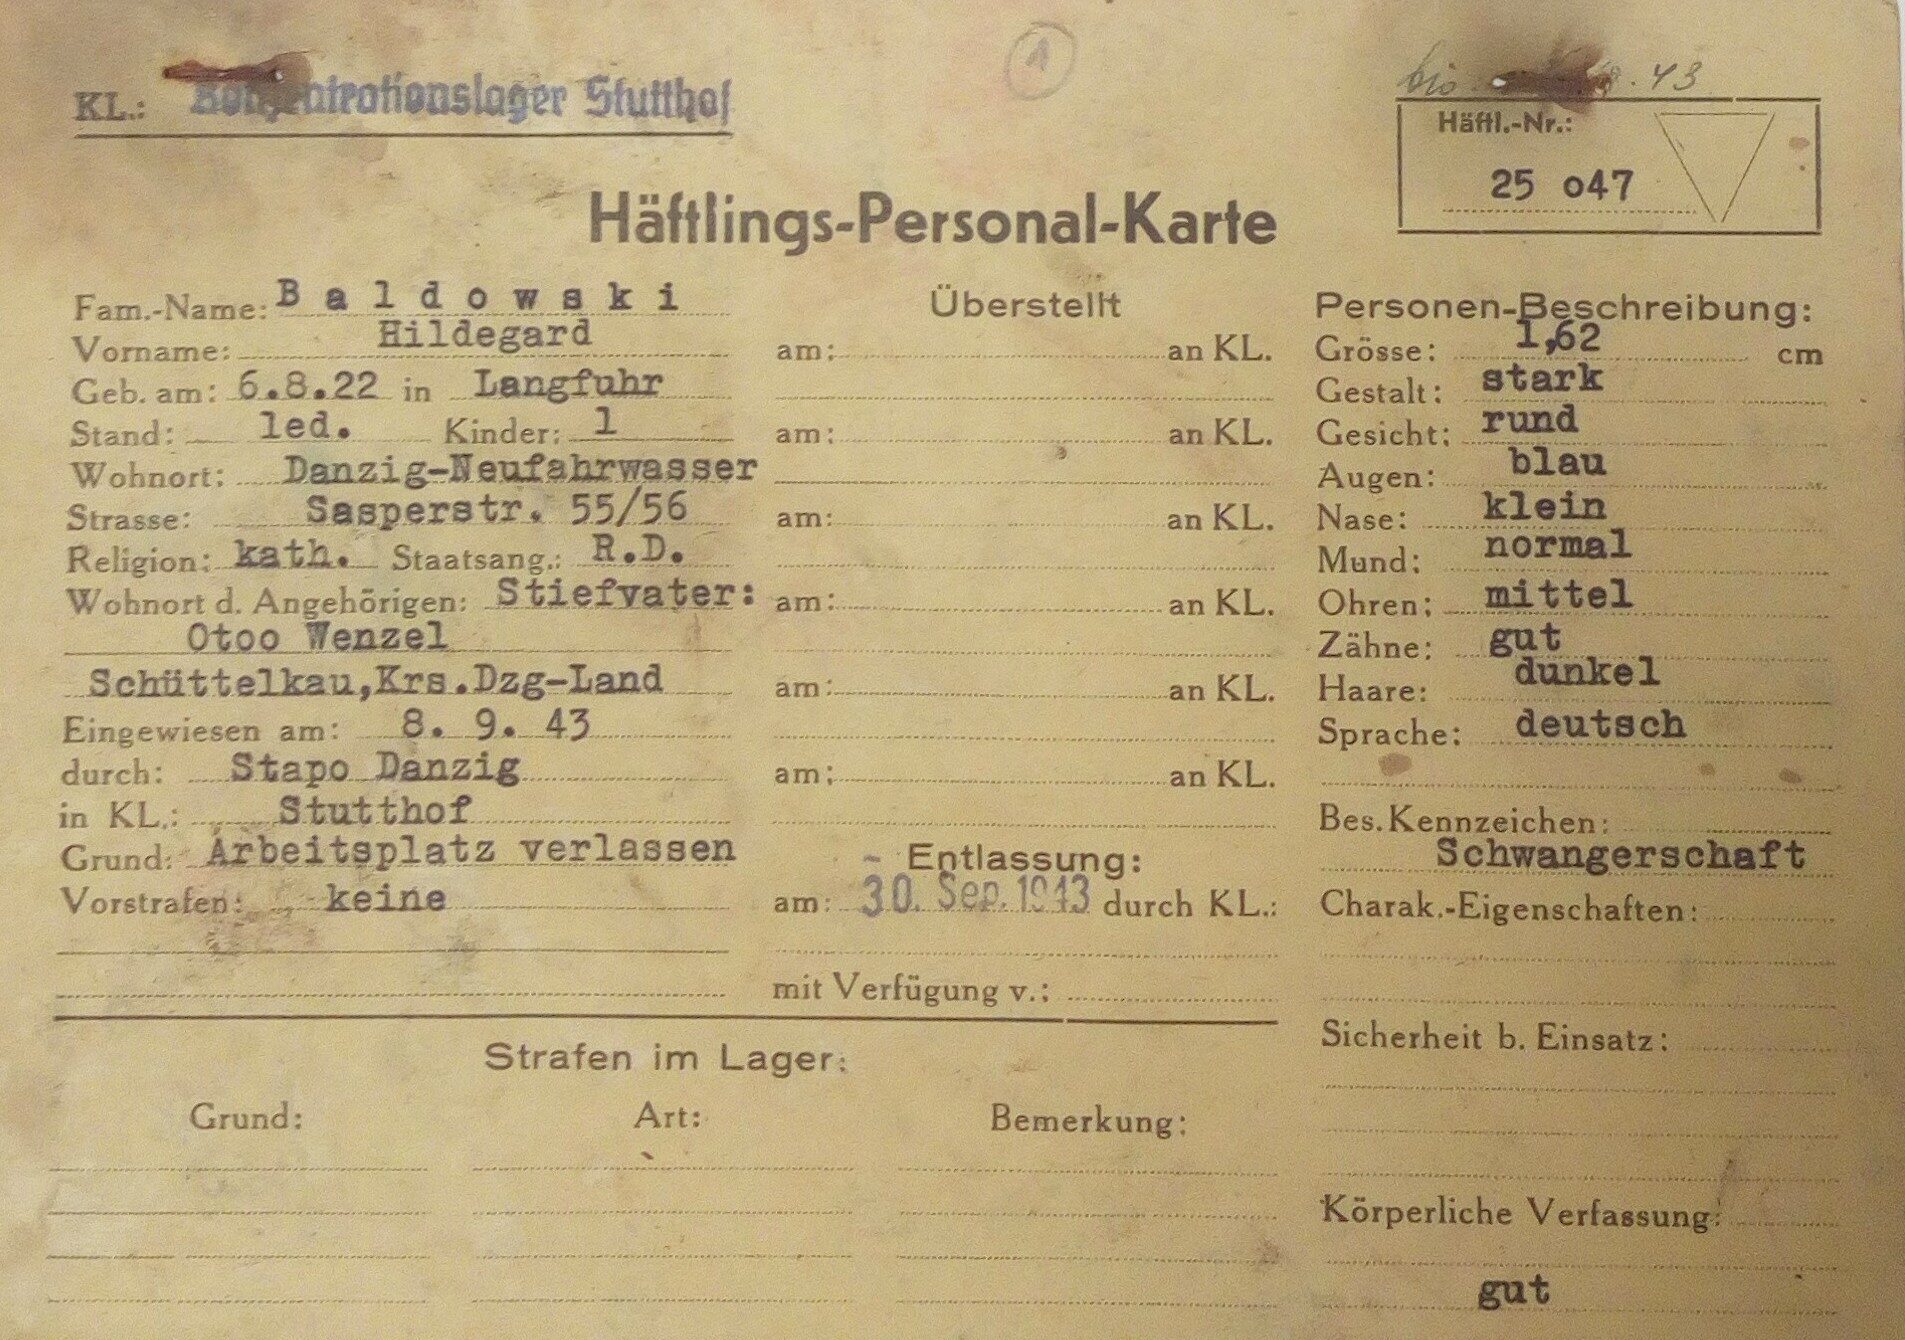 1
KL.: Konzentrationslager Stutthof
bis 43
Häftl.-Nr.:
25 o47
Häftlings-Personal-Karte
Fam.-Name: Baldowski
Vorname: Hildegard
Geb. am: 6.8.22 in Langfuhr
Stand: led. Kinder: 1
Wohnort: Danzig-Neufahrwasser
Strasse: Sasperstr. 55/56
Religion: kath. Staatsang.: R.D.
Wohnort d. Angehörigen: Stiefvater:
Otoo Wenzel
Schüttelkau,Krs.Dzg-Land
Eingewiesen am: 8. 9. 43
durch: Stapo Danzig
in KL.: Stutthof
Grund: Arbeitsplatz verlassen
Vorstrafen: keine
Überstellt
am: an KL.
am: an KL.
am: an KL.
am: an KL.
am: an KL.
am: an KL.
Entlassung:
am: 30. Sep. 1943 durch KL.:
mit Verfügung v.:
Personen-Beschreibung:
Grösse: 1,62 cm
Gestalt: stark
Gesicht: rund
Augen: blau
Nase: klein
Mund: normal
Ohren: mittel
Zähne: gut
Haare: dunkel
Sprache: deutsch
Bes. Kennzeichen:
Schwangerschaft
Charak.-Eigenschaften:
Sicherheit b. Einsatz:
Körperliche Verfassung:
gut
Strafen im Lager:
Grund: Art: Bemerkung: